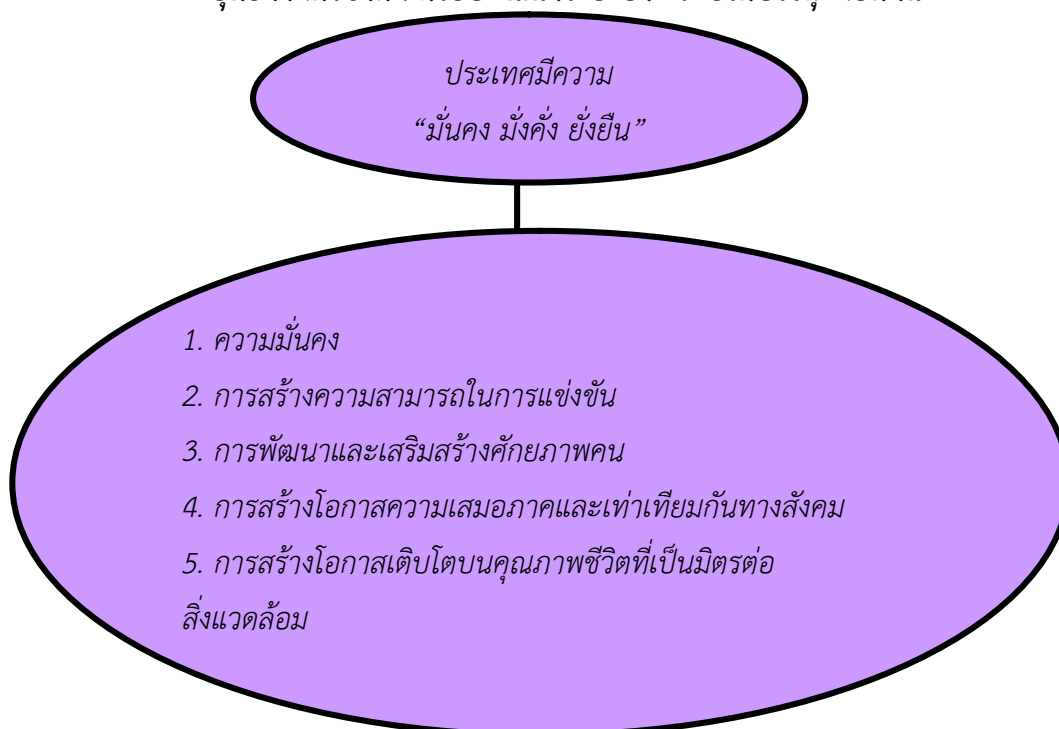 ประเทศมีความ
“มั่นคง มั่งคั่ง ยั่งยืน”
1. ความมั่นคง
2. การสร้างความสามารถในการแข่งขัน
3. การพัฒนาและเสริมสร้างศักยภาพคน
4. การสร้างโอกาสความเสมอภาคและเท่าเทียมกันทางสังคม
5. การสร้างโอกาสเติบโตบนคุณภาพชีวิตที่เป็นมิตรต่อ
สิ่งแวดล้อม